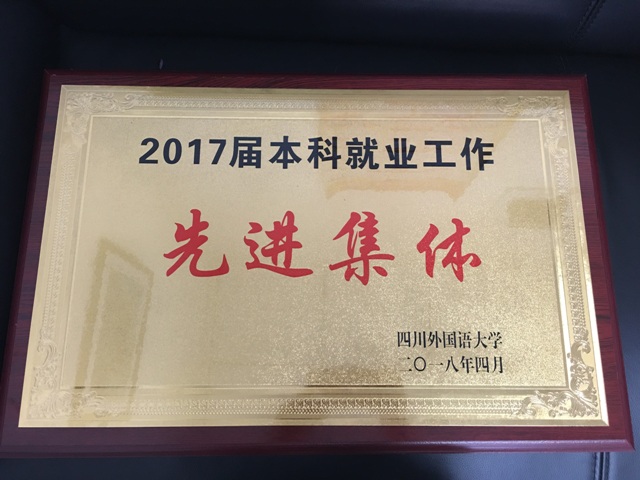 2017届本科就业工作
先进集体
四川外国语大学
二〇一八年四月